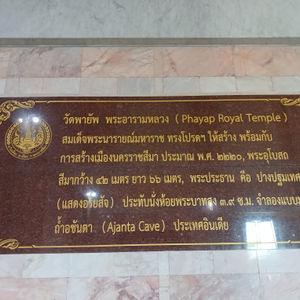 วัดพายัพ พระอารามหลวง ( Phayap Royal Temple )
สมเด็จพระนารายณ์มหาราช ทรงโปรดฯ ให้สร้าง พร้อมกับ
การสร้างเมืองนครราชสีมา ประมาณ พ.ศ. ๒๒๒๐, พระอุโบสถ
สีมากว้าง ๔๒ เมตร ยาว ๖๖ เมตร, พระประธาน คือ ปางปฐมเทศ
(แสดงอริยสัจ) ประทับนั่งห้อยพระบาทสูง ๓.๙ ซ.ม. จำลองแบบม
ถ้ำอชันตา (Ajanta Cave) ประเทศอินเดีย